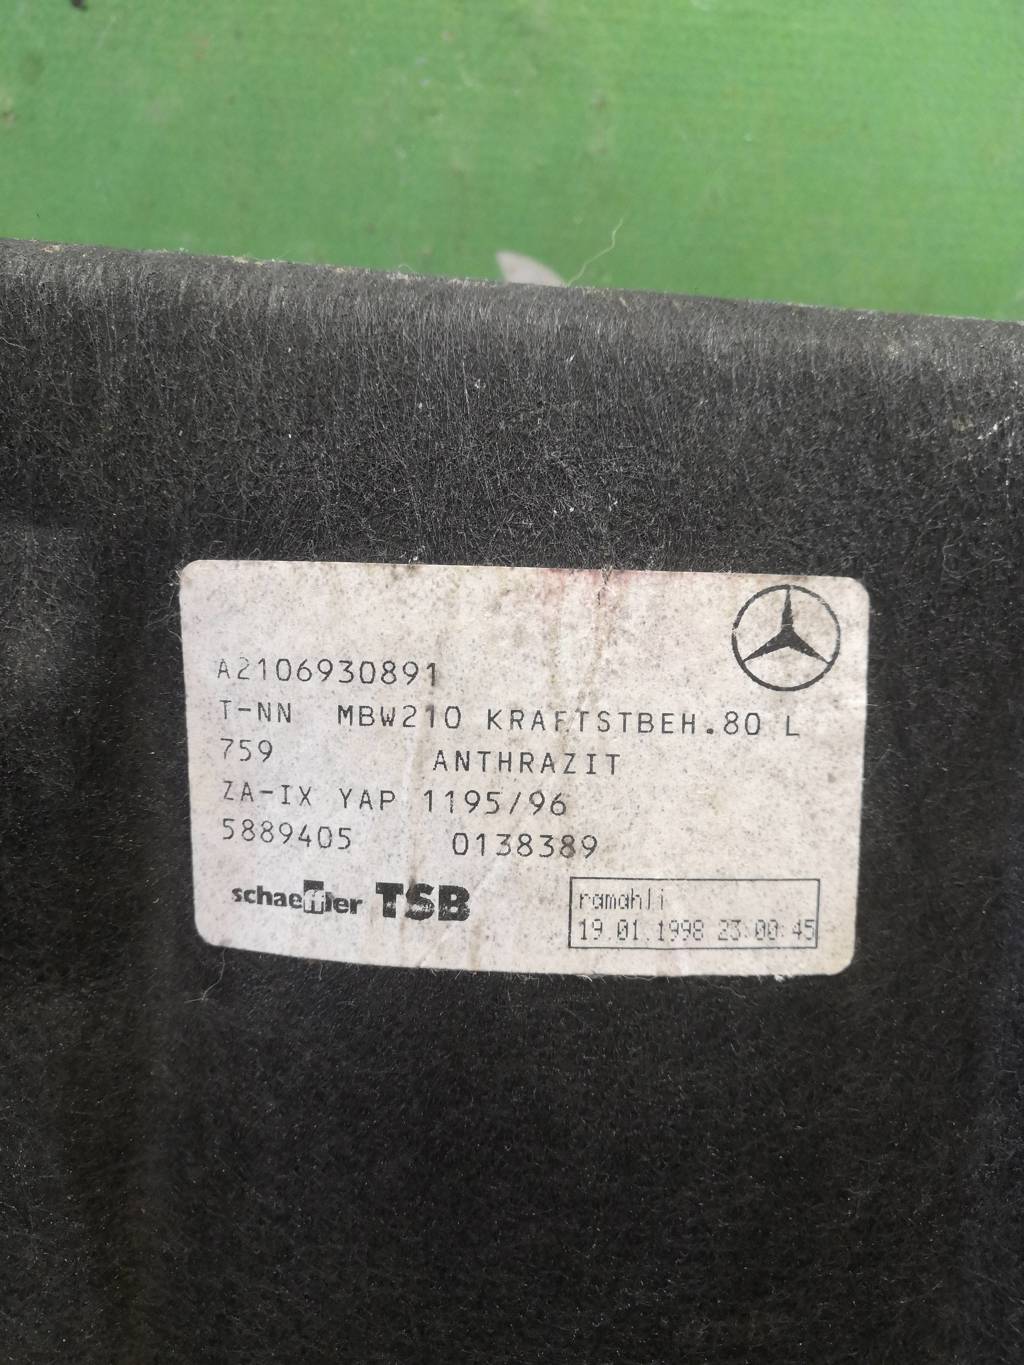 A2106930891
T-NN MBW210 KRAFTSTBEH.80 L
759 ANTHRAZIT
ZA-IX YAP 1195/96
5889405 0138389
schaeffler TSB
ramahli
19.01.1998 23:00:45